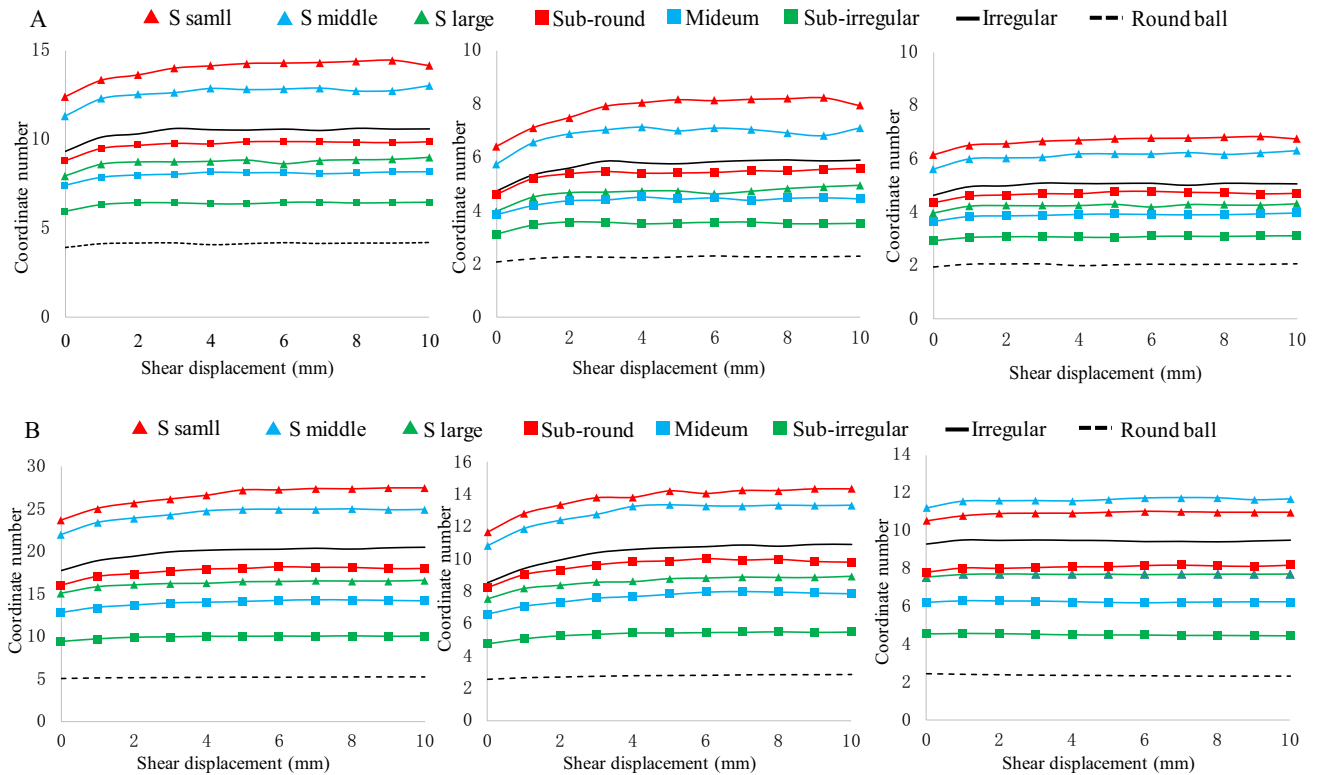 A
S samll S middle S large Sub-round Mideum Sub-irregular Irregular Round ball
15
10
5
0
Coordinate number
0 2 4 6 8 10
Shear displacement (mm)
10
8
6
4
2
0
Coordinate number
0 2 4 6 8 10
Shear displacement (mm)
10
8
6
4
2
0
Coordinate number
0 2 4 6 8 10
Shear displacement (mm)
B
S samll S middle S large Sub-round Mideum Sub-irregular Irregular Round ball
30
25
20
15
10
5
0
Coordinate number
0 2 4 6 8 10
Shear displacement (mm)
16
14
12
10
8
6
4
2
0
Coordinate number
0 2 4 6 8 10
Shear displacement (mm)
14
12
10
8
6
4
2
0
Coordinate number
0 2 4 6 8 10
Shear displacement (mm)